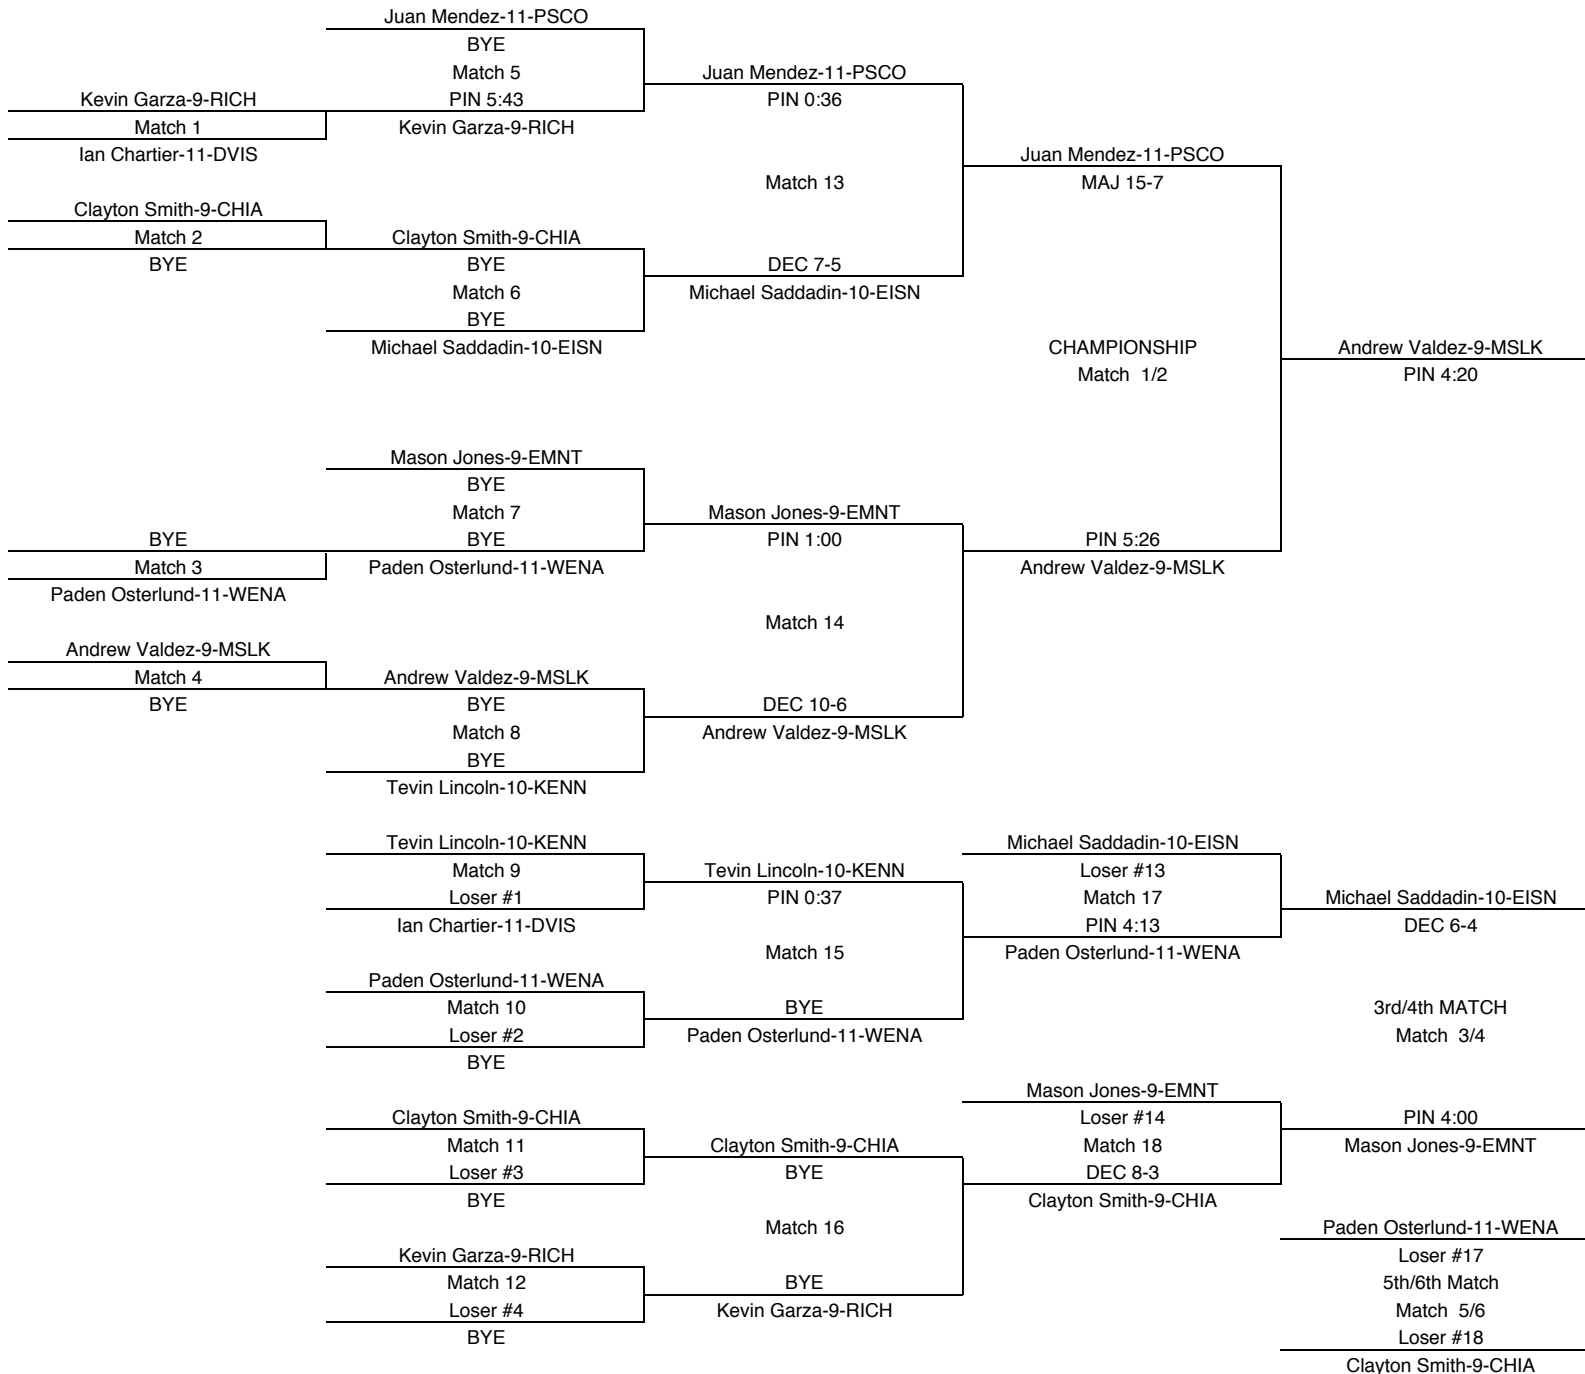 Juan Mendez-11-PSCO
BYE
Match 5
PIN 5:43
Kevin Garza-9-RICH
Kevin Garza-9-RICH
Match 1
Ian Chartier-11-DVIS
Juan Mendez-11-PSCO
PIN 0:36
Match 13
DEC 7-5
Michael Saddadin-10-EISN
Clayton Smith-9-CHIA
Match 2
BYE
Clayton Smith-9-CHIA
BYE
Match 6
BYE
Michael Saddadin-10-EISN
Juan Mendez-11-PSCO
MAJ 15-7
CHAMPIONSHIP
Match 1/2
PIN 5:26
Andrew Valdez-9-MSLK
Andrew Valdez-9-MSLK
PIN 4:20
Mason Jones-9-EMNT
BYE
Match 7
BYE
Paden Osterlund-11-WENA
BYE
Match 3
Paden Osterlund-11-WENA
Mason Jones-9-EMNT
PIN 1:00
Match 14
DEC 10-6
Andrew Valdez-9-MSLK
Andrew Valdez-9-MSLK
Match 4
BYE
Andrew Valdez-9-MSLK
BYE
Match 8
BYE
Tevin Lincoln-10-KENN
Tevin Lincoln-10-KENN
Match 9
Loser #1
Ian Chartier-11-DVIS
Tevin Lincoln-10-KENN
PIN 0:37
Match 15
BYE
Paden Osterlund-11-WENA
Paden Osterlund-11-WENA
Match 10
Loser #2
BYE
Michael Saddadin-10-EISN
Loser #13
Match 17
PIN 4:13
Paden Osterlund-11-WENA
Michael Saddadin-10-EISN
DEC 6-4
3rd/4th MATCH
Match 3/4
PIN 4:00
Mason Jones-9-EMNT
Clayton Smith-9-CHIA
Match 11
Loser #3
BYE
Clayton Smith-9-CHIA
BYE
Match 16
BYE
Kevin Garza-9-RICH
Kevin Garza-9-RICH
Match 12
Loser #4
BYE
Mason Jones-9-EMNT
Loser #14
Match 18
DEC 8-3
Clayton Smith-9-CHIA
Paden Osterlund-11-WENA
Loser #17
5th/6th Match
Match 5/6
Loser #18
Clayton Smith-9-CHIA